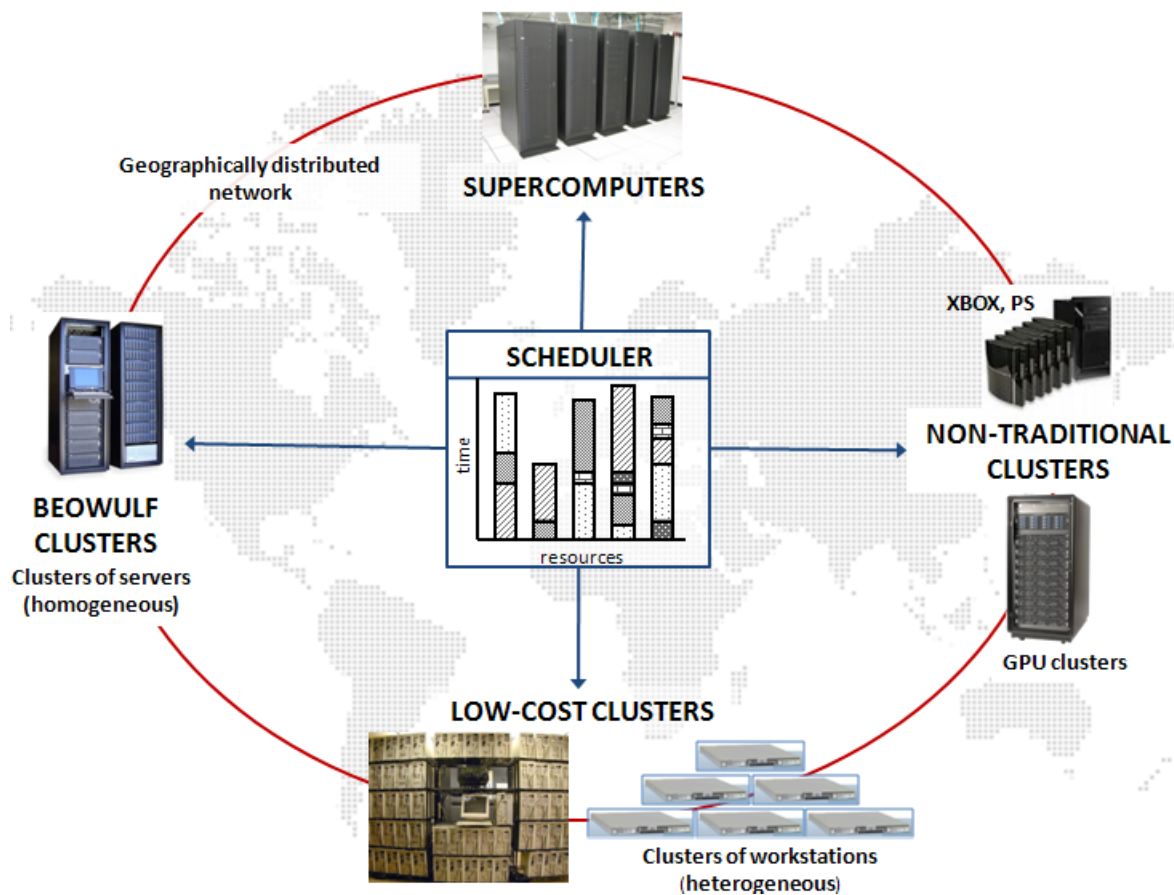 Geographically distributed
network
SUPERCOMPUTERS
XBOX, PS
SCHEDULER
time
resources
NON-TRADITIONAL
CLUSTERS
BEOWULF
CLUSTERS
Clusters of servers
(homogeneous)
GPU clusters
LOW-COST CLUSTERS
Clusters of workstations
(heterogeneous)